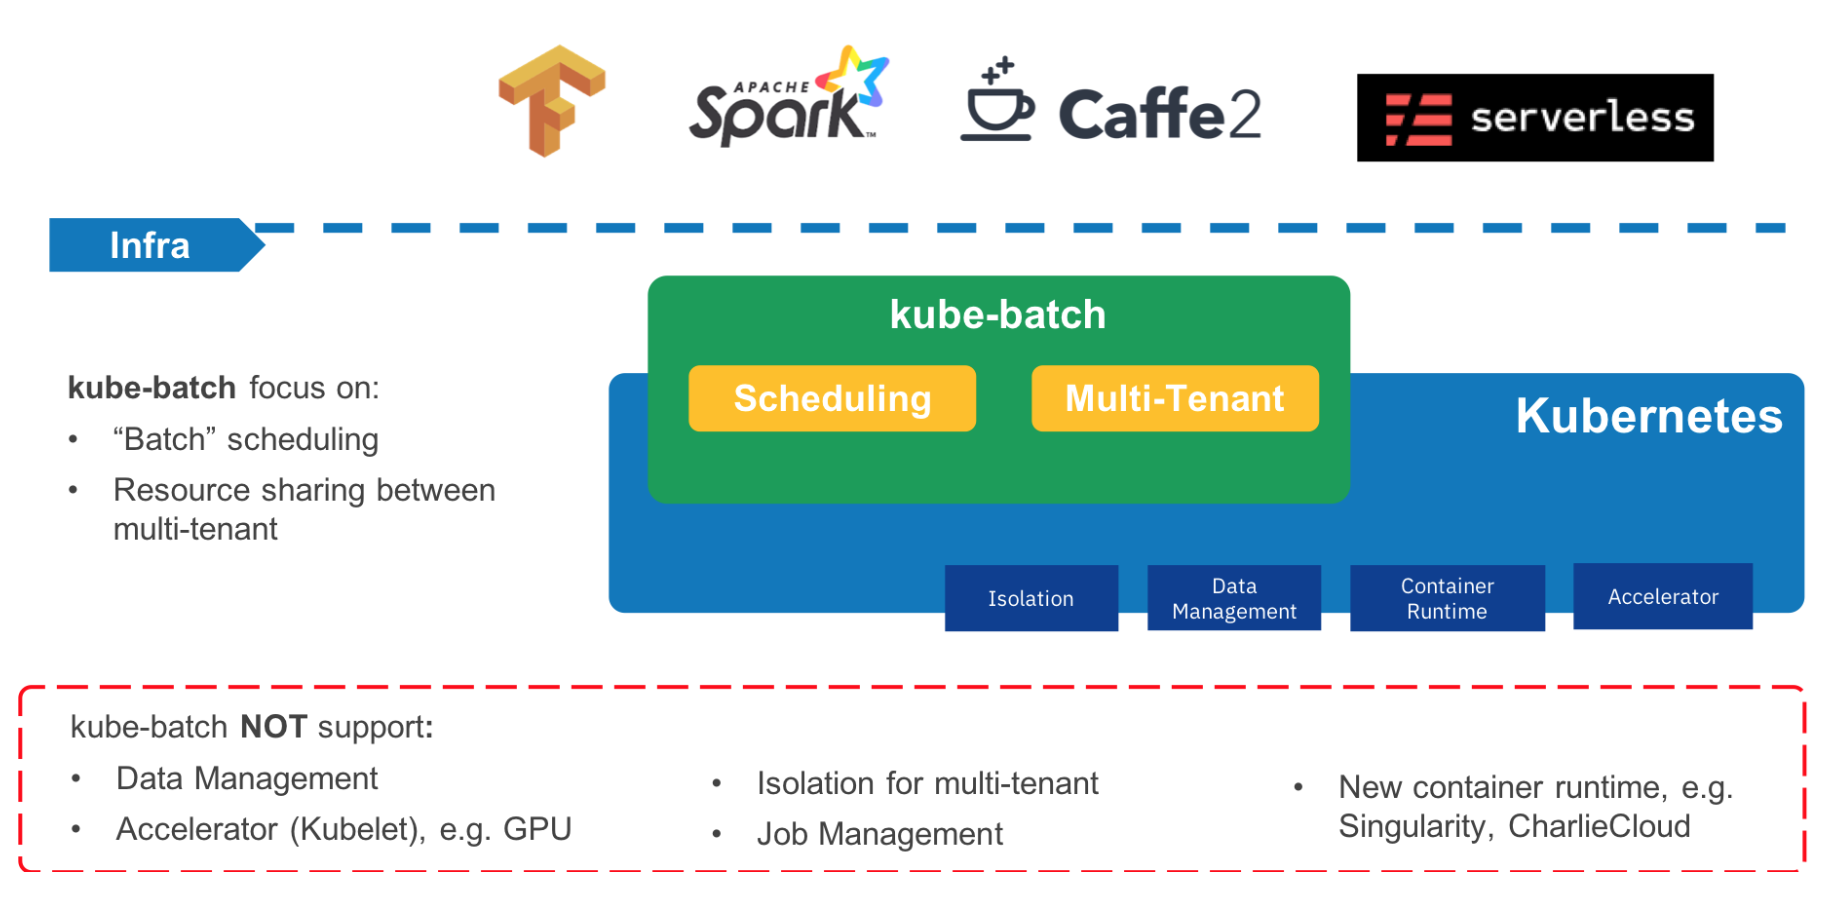 APACHE
Spark™
Caffe2
serverless
Infra
kube-batch
Scheduling
Multi-Tenant
Kubernetes
kube-batch focus on:
• “Batch” scheduling
• Resource sharing between
multi-tenant
Isolation
Data
Management
Container
Runtime
Accelerator
kube-batch NOT support:
• Data Management
• Accelerator (Kubelet), e.g. GPU
• Isolation for multi-tenant
• Job Management
• New container runtime, e.g.
Singularity, CharlieCloud